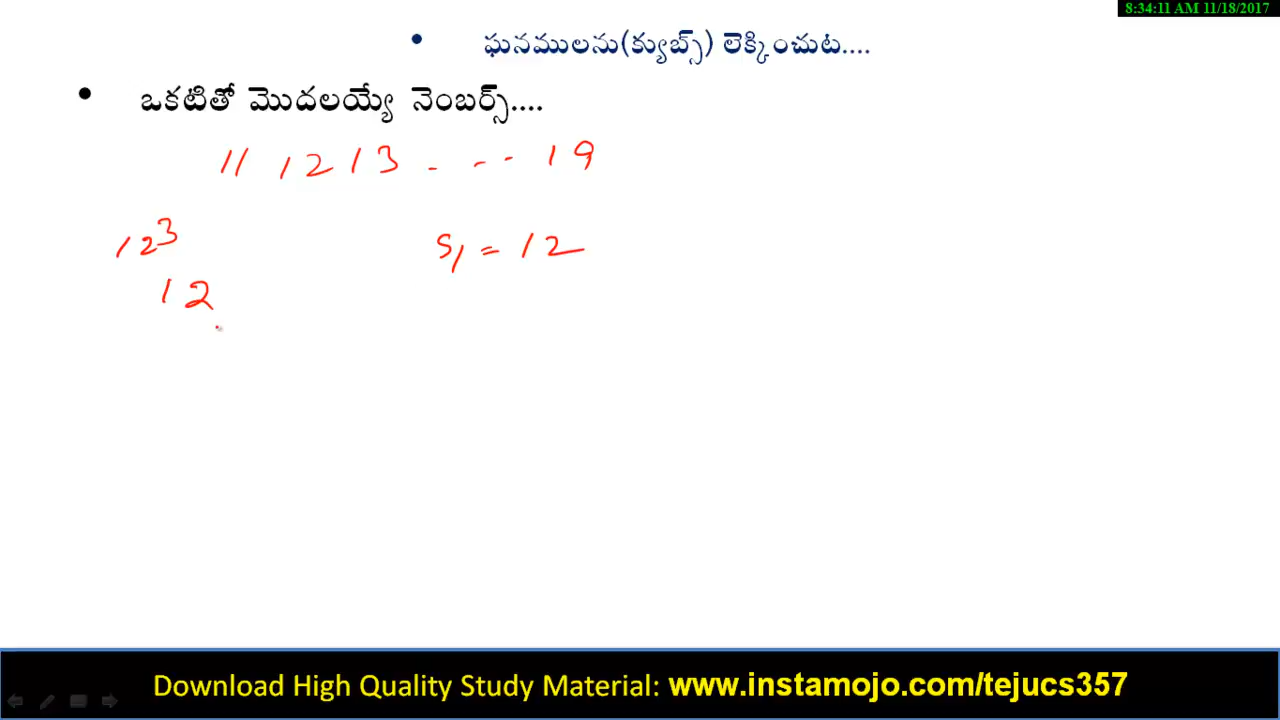 8:34:11 AM 11/18/2017
• ఘనములను(క్యుబ్స్) లెక్కించుట....
• ఒకటితో మొదలయ్యే నెంబర్స్....
11 12 13 . - - - 19
12³ S₁ = 12
12
Download High Quality Study Material: www.instamojo.com/tejucs357